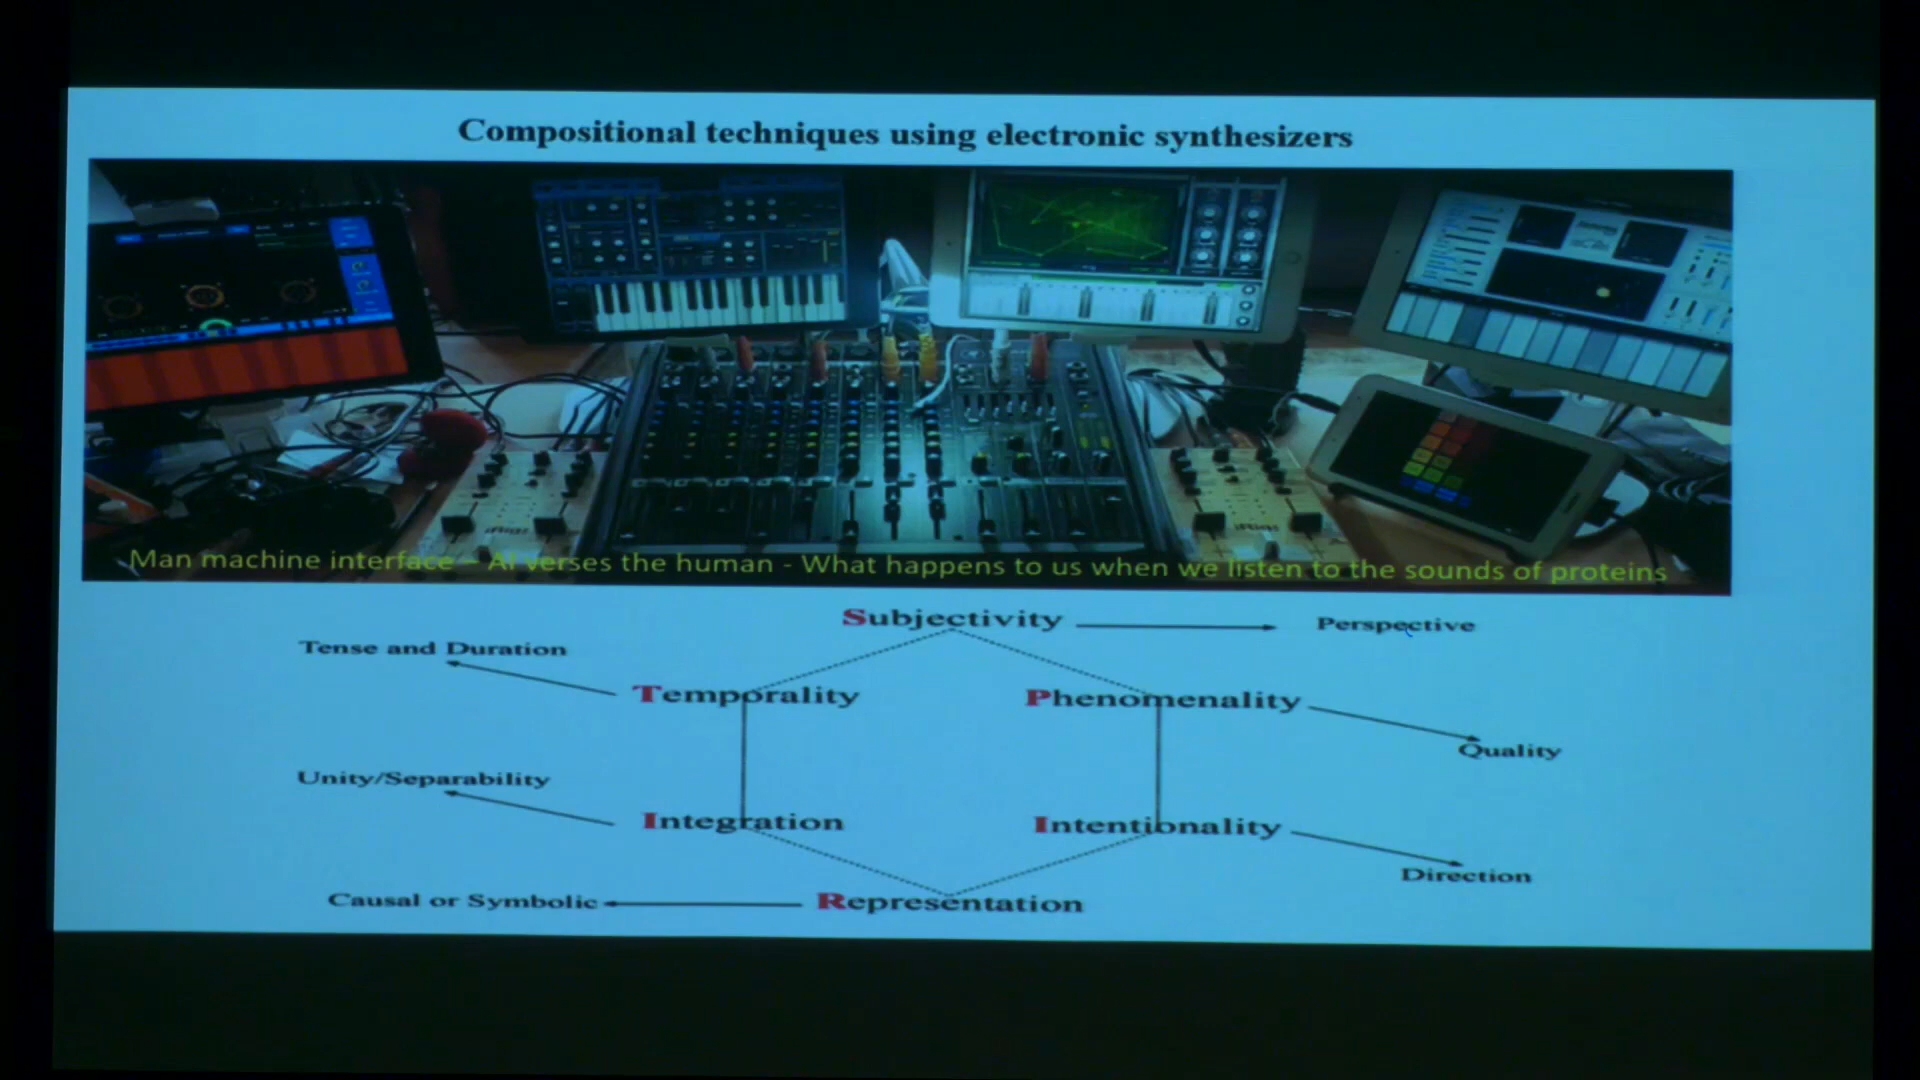 Compositional techniques using electronic synthesizers
iRig
iRig
Man machine interface – AI verses the human - What happens to us when we listen to the sounds of proteins
Subjectivity
Perspective
Tense and Duration
Temporality
Phenomenality
Quality
Unity/Separability
Integration
Intentionality
Direction
Causal or Symbolic
Representation